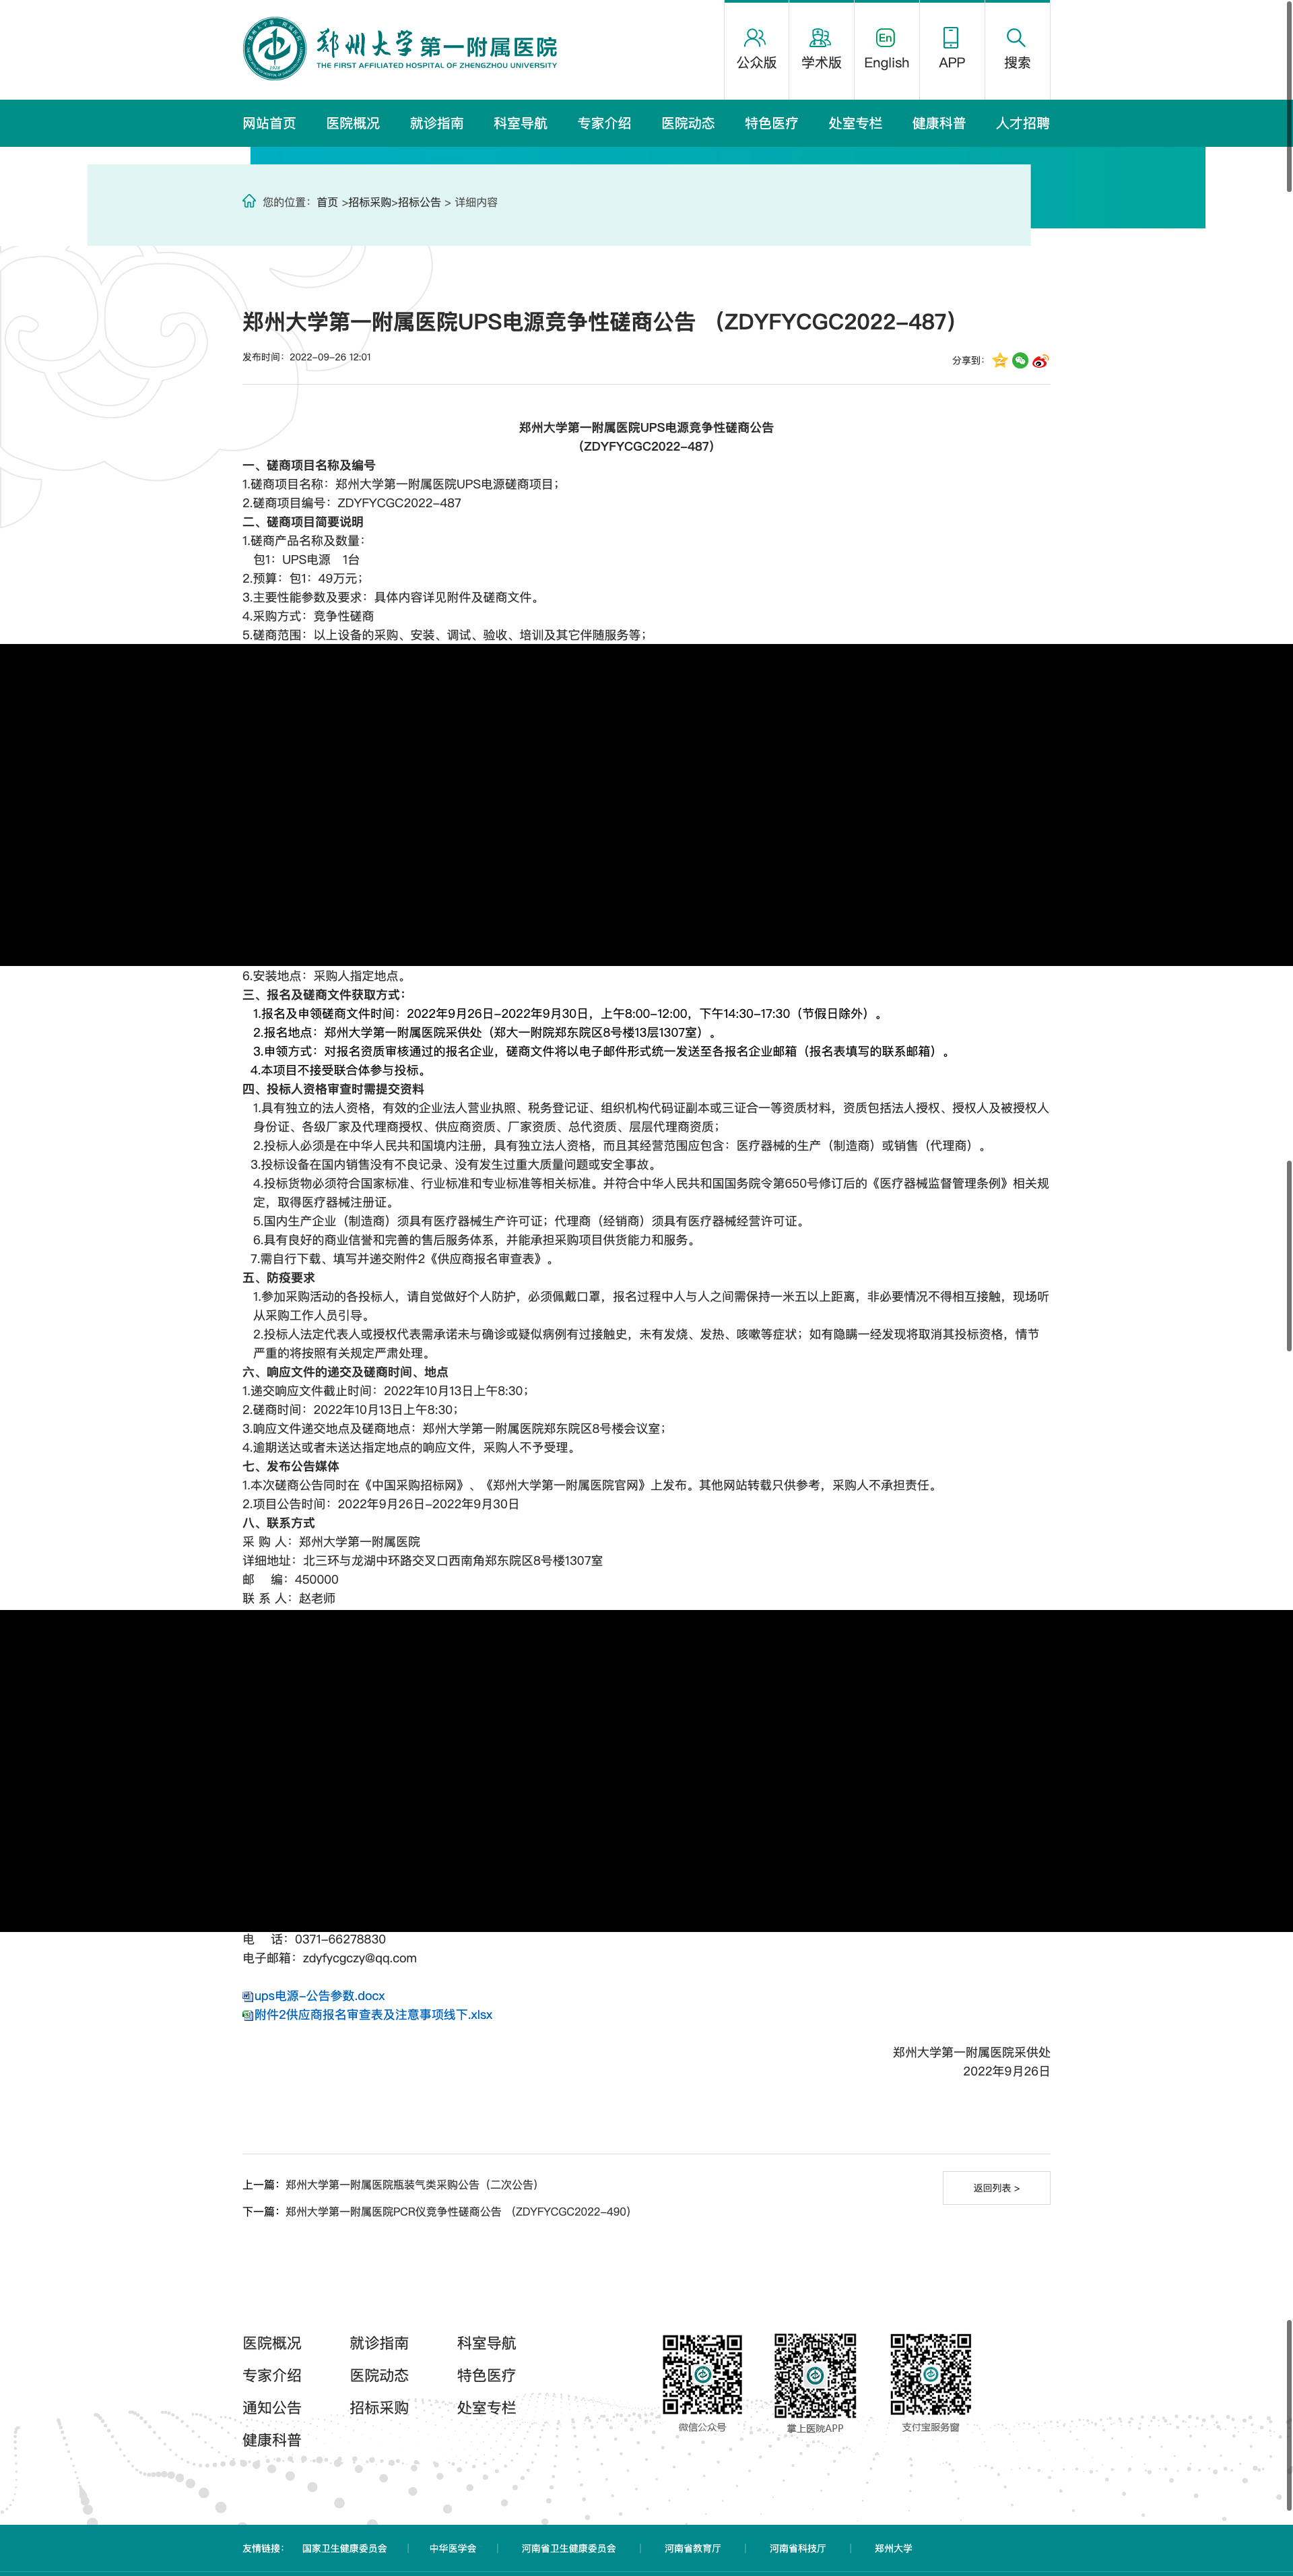 郑州大学 第一附属医院
THE FIRST AFFILIATED HOSPITAL OF ZHENGZHOU UNIVERSITY
公众版 学术版 English APP 搜索
网站首页 医院概况 就诊指南 科室导航 专家介绍 医院动态 特色医疗 处室专栏 健康科普 人才招聘
您的位置：首页 >招标采购>招标公告 > 详细内容
郑州大学第一附属医院UPS电源竞争性磋商公告 （ZDYFYCGC2022-487）
发布时间：2022-09-26 12:01
分享到：
郑州大学第一附属医院UPS电源竞争性磋商公告
（ZDYFYCGC2022-487）
一、磋商项目名称及编号
1.磋商项目名称：郑州大学第一附属医院UPS电源磋商项目；
2.磋商项目编号：ZDYFYCGC2022-487
二、磋商项目简要说明
1.磋商产品名称及数量：
包1：UPS电源 1台
2.预算：包1：49万元；
3.主要性能参数及要求：具体内容详见附件及磋商文件。
4.采购方式：竞争性磋商
5.磋商范围：以上设备的采购、安装、调试、验收、培训及其它伴随服务等；
6.安装地点：采购人指定地点。
三、报名及磋商文件获取方式：
1.报名及申领磋商文件时间：2022年9月26日-2022年9月30日，上午8:00-12:00，下午14:30-17:30（节假日除外）。
2.报名地点：郑州大学第一附属医院采供处（郑大一附院郑东院区8号楼13层1307室）。
3.申领方式：对报名资质审核通过的报名企业，磋商文件将以电子邮件形式统一发送至各报名企业邮箱（报名表填写的联系邮箱）。
4.本项目不接受联合体参与投标。
四、投标人资格审查时需提交资料
1.具有独立的法人资格，有效的企业法人营业执照、税务登记证、组织机构代码证副本或三证合一等资质材料，资质包括法人授权、授权人及被授权人
身份证、各级厂家及代理商授权、供应商资质、厂家资质、总代资质、层层代理商资质；
2.投标人必须是在中华人民共和国境内注册，具有独立法人资格，而且其经营范围应包含：医疗器械的生产（制造商）或销售（代理商）。
3.投标设备在国内销售没有不良记录、没有发生过重大质量问题或安全事故。
4.投标货物必须符合国家标准、行业标准和专业标准等相关标准。并符合中华人民共和国国务院令第650号修订后的《医疗器械监督管理条例》相关规
定，取得医疗器械注册证。
5.国内生产企业（制造商）须具有医疗器械生产许可证；代理商（经销商）须具有医疗器械经营许可证。
6.具有良好的商业信誉和完善的售后服务体系，并能承担采购项目供货能力和服务。
7.需自行下载、填写并递交附件2《供应商报名审查表》。
五、防疫要求
1.参加采购活动的各投标人，请自觉做好个人防护，必须佩戴口罩，报名过程中人与人之间需保持一米五以上距离，非必要情况不得相互接触，现场听
从采购工作人员引导。
2.投标人法定代表人或授权代表需承诺未与确诊或疑似病例有过接触史，未有发烧、发热、咳嗽等症状；如有隐瞒一经发现将取消其投标资格，情节
严重的将按照有关规定严肃处理。
六、响应文件的递交及磋商时间、地点
1.递交响应文件截止时间：2022年10月13日上午8:30；
2.磋商时间：2022年10月13日上午8:30；
3.响应文件递交地点及磋商地点：郑州大学第一附属医院郑东院区8号楼会议室；
4.逾期送达或者未送达指定地点的响应文件，采购人不予受理。
七、发布公告媒体
1.本次磋商公告同时在《中国采购招标网》、《郑州大学第一附属医院官网》上发布。其他网站转载只供参考，采购人不承担责任。
2.项目公告时间：2022年9月26日-2022年9月30日
八、联系方式
采 购 人：郑州大学第一附属医院
详细地址：北三环与龙湖中环路交叉口西南角郑东院区8号楼1307室
邮 编：450000
联 系 人：赵老师
电 话：0371-66278830
电子邮箱：zdyfycgczy@qq.com
ups电源-公告参数.docx
附件2供应商报名审查表及注意事项线下.xlsx
郑州大学第一附属医院采供处
2022年9月26日
上一篇：郑州大学第一附属医院瓶装气类采购公告（二次公告）
返回列表 >
下一篇：郑州大学第一附属医院PCR仪竞争性磋商公告 （ZDYFYCGC2022-490）
医院概况 就诊指南 科室导航
专家介绍 医院动态 特色医疗
通知公告 招标采购 处室专栏
健康科普
微信公众号 掌上医院APP 支付宝服务窗
友情链接： 国家卫生健康委员会 | 中华医学会 | 河南省卫生健康委员会 | 河南省教育厅 | 河南省科技厅 | 郑州大学